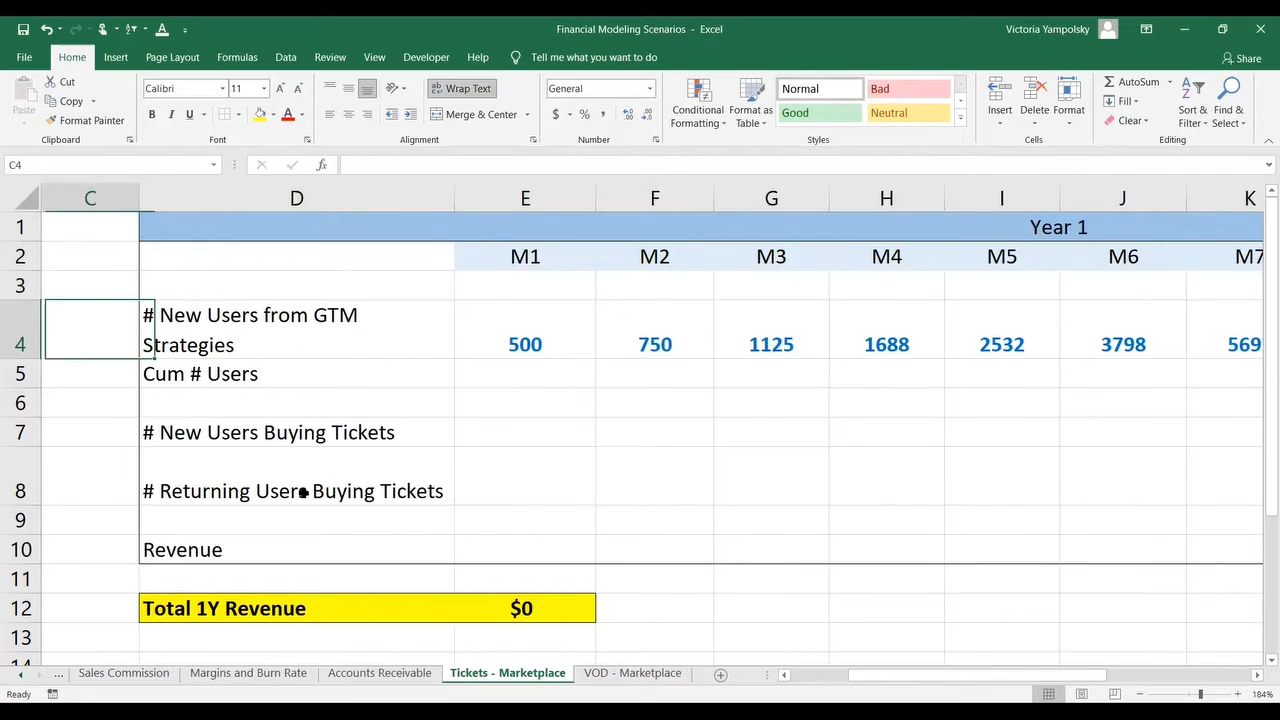 Financial Modeling Scenarios - Excel
Victoria Yampolsky
File Home Insert Page Layout Formulas Data Review View Developer Help Tell me what you want to do
Share
Paste
Cut
Copy
Format Painter
Clipboard
Calibri 11
B I U
Font
Wrap Text
Merge & Center
Alignment
General
$ % ,
Number
Conditional Formatting
Format as Table
Normal Bad
Good Neutral
Styles
Insert Delete Format
Cells
AutoSum
Fill
Clear
Sort & Filter
Find & Select
Editing
C4
fx
C D E F G H I J K
1 Year 1
2 M1 M2 M3 M4 M5 M6 M7
3
# New Users from GTM
4 Strategies 500 750 1125 1688 2532 3798 569
5 Cum # Users
6
7 # New Users Buying Tickets
8 # Returning Users Buying Tickets
9
10 Revenue
11
12 Total 1Y Revenue $0
13
14
... Sales Commission Margins and Burn Rate Accounts Receivable Tickets - Marketplace VOD - Marketplace
Ready
184%